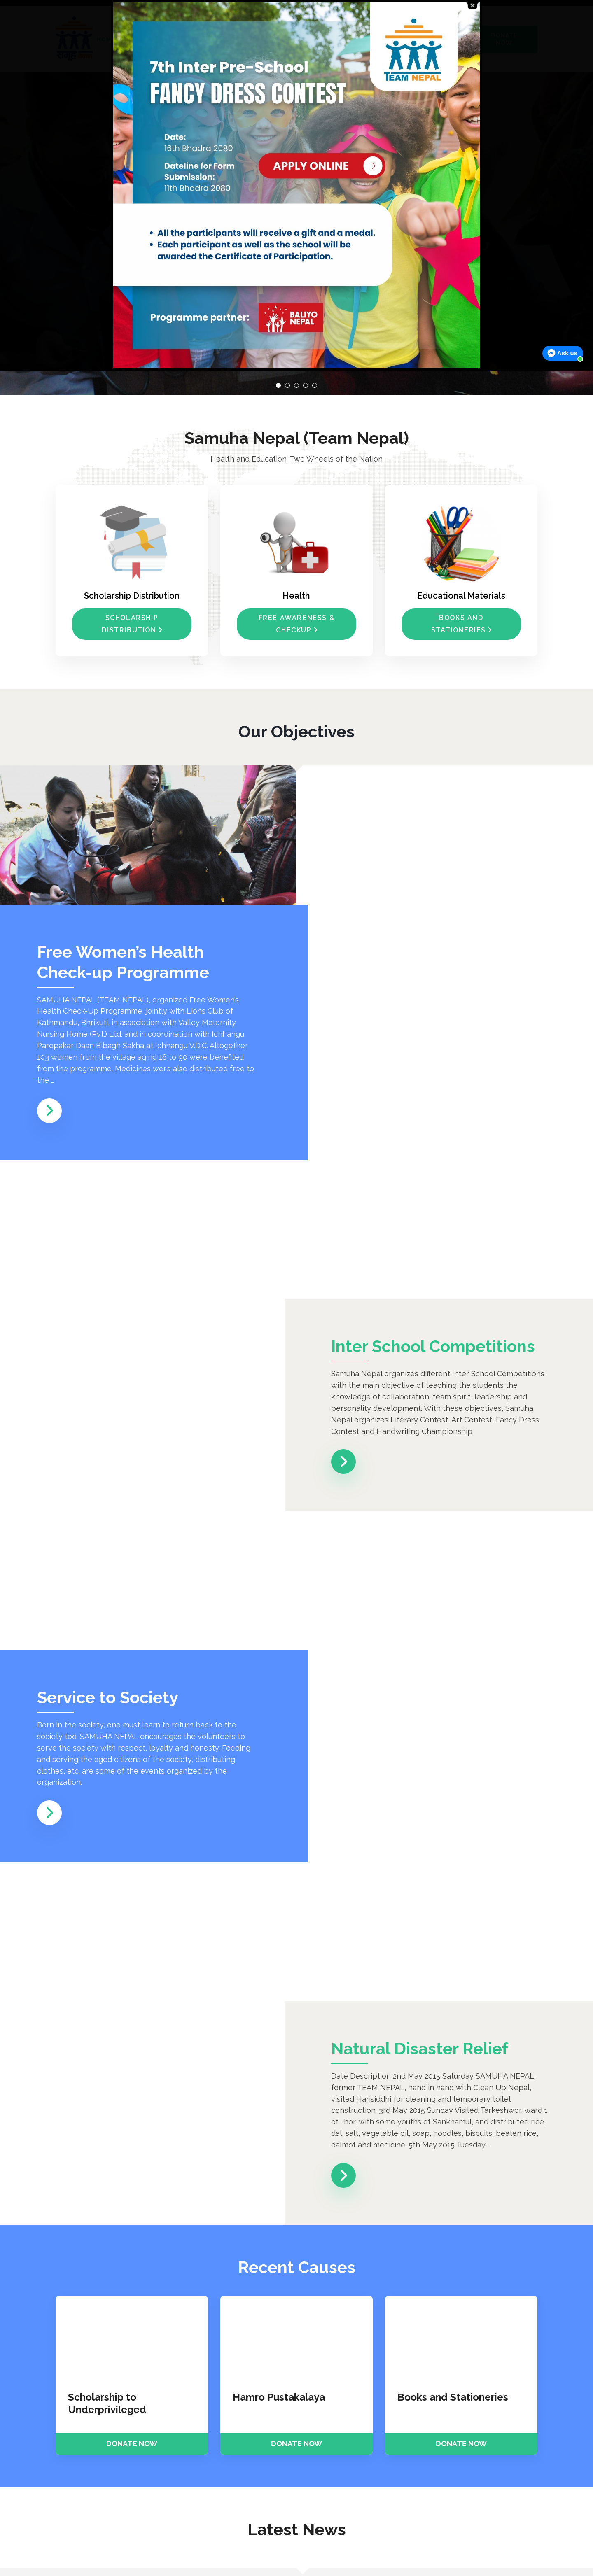 ×
TEAM NEPAL
7th Inter Pre-School
FANCY DRESS CONTEST
Date:
16th Bhadra 2080
Dateline for Form
Submission:
11th Bhadra 2080
APPLY ONLINE
• All the participants will receive a gift and a medal.
• Each participant as well as the school will be
awarded the Certificate of Participation.
Programme partner:
BALIYO
NEPAL
Ask us
Samuha Nepal (Team Nepal)
Health and Education; Two Wheels of the Nation
Scholarship Distribution
SCHOLARSHIP
DISTRIBUTION
Health
FREE AWARENESS &
CHECKUP
Educational Materials
BOOKS AND
STATIONERIES
Our Objectives
Free Women’s Health
Check-up Programme
SAMUHA NEPAL (TEAM NEPAL), organized Free Women’s
Health Check-Up Programme, jointly with Lions Club of
Kathmandu, Bhrikuti, in association with Valley Maternity
Nursing Home (Pvt.) Ltd. and in coordination with Ichhangu
Paropakar Daan Bibagh Sakha at Ichhangu V.D.C. Altogether
103 women from the village aging 16 to 90 were benefited
from the programme. Medicines were also distributed free to
the …
Inter School Competitions
Samuha Nepal organizes different Inter School Competitions
with the main objective of teaching the students the
knowledge of collaboration, team spirit, leadership and
personality development. With these objectives, Samuha
Nepal organizes Literary Contest, Art Contest, Fancy Dress
Contest and Handwriting Championship.
Service to Society
Born in the society, one must learn to return back to the
society too. SAMUHA NEPAL encourages the volunteers to
serve the society with respect, loyalty and honesty. Feeding
and serving the aged citizens of the society, distributing
clothes, etc. are some of the events organized by the
organization.
Natural Disaster Relief
Date Description 2nd May 2015 Saturday SAMUHA NEPAL,
former TEAM NEPAL, hand in hand with Clean Up Nepal,
visited Harisiddhi for cleaning and temporary toilet
construction. 3rd May 2015 Sunday Visited Tarkeshwor, ward 1
of Jhor, with some youths of Sankhamul, and distributed rice,
dal, salt, vegetable oil, soap, noodles, biscuits, beaten rice,
dalmot and medicine. 5th May 2015 Tuesday …
Recent Causes
Scholarship to
Underprivileged
DONATE NOW
Hamro Pustakalaya
DONATE NOW
Books and Stationeries
DONATE NOW
Latest News